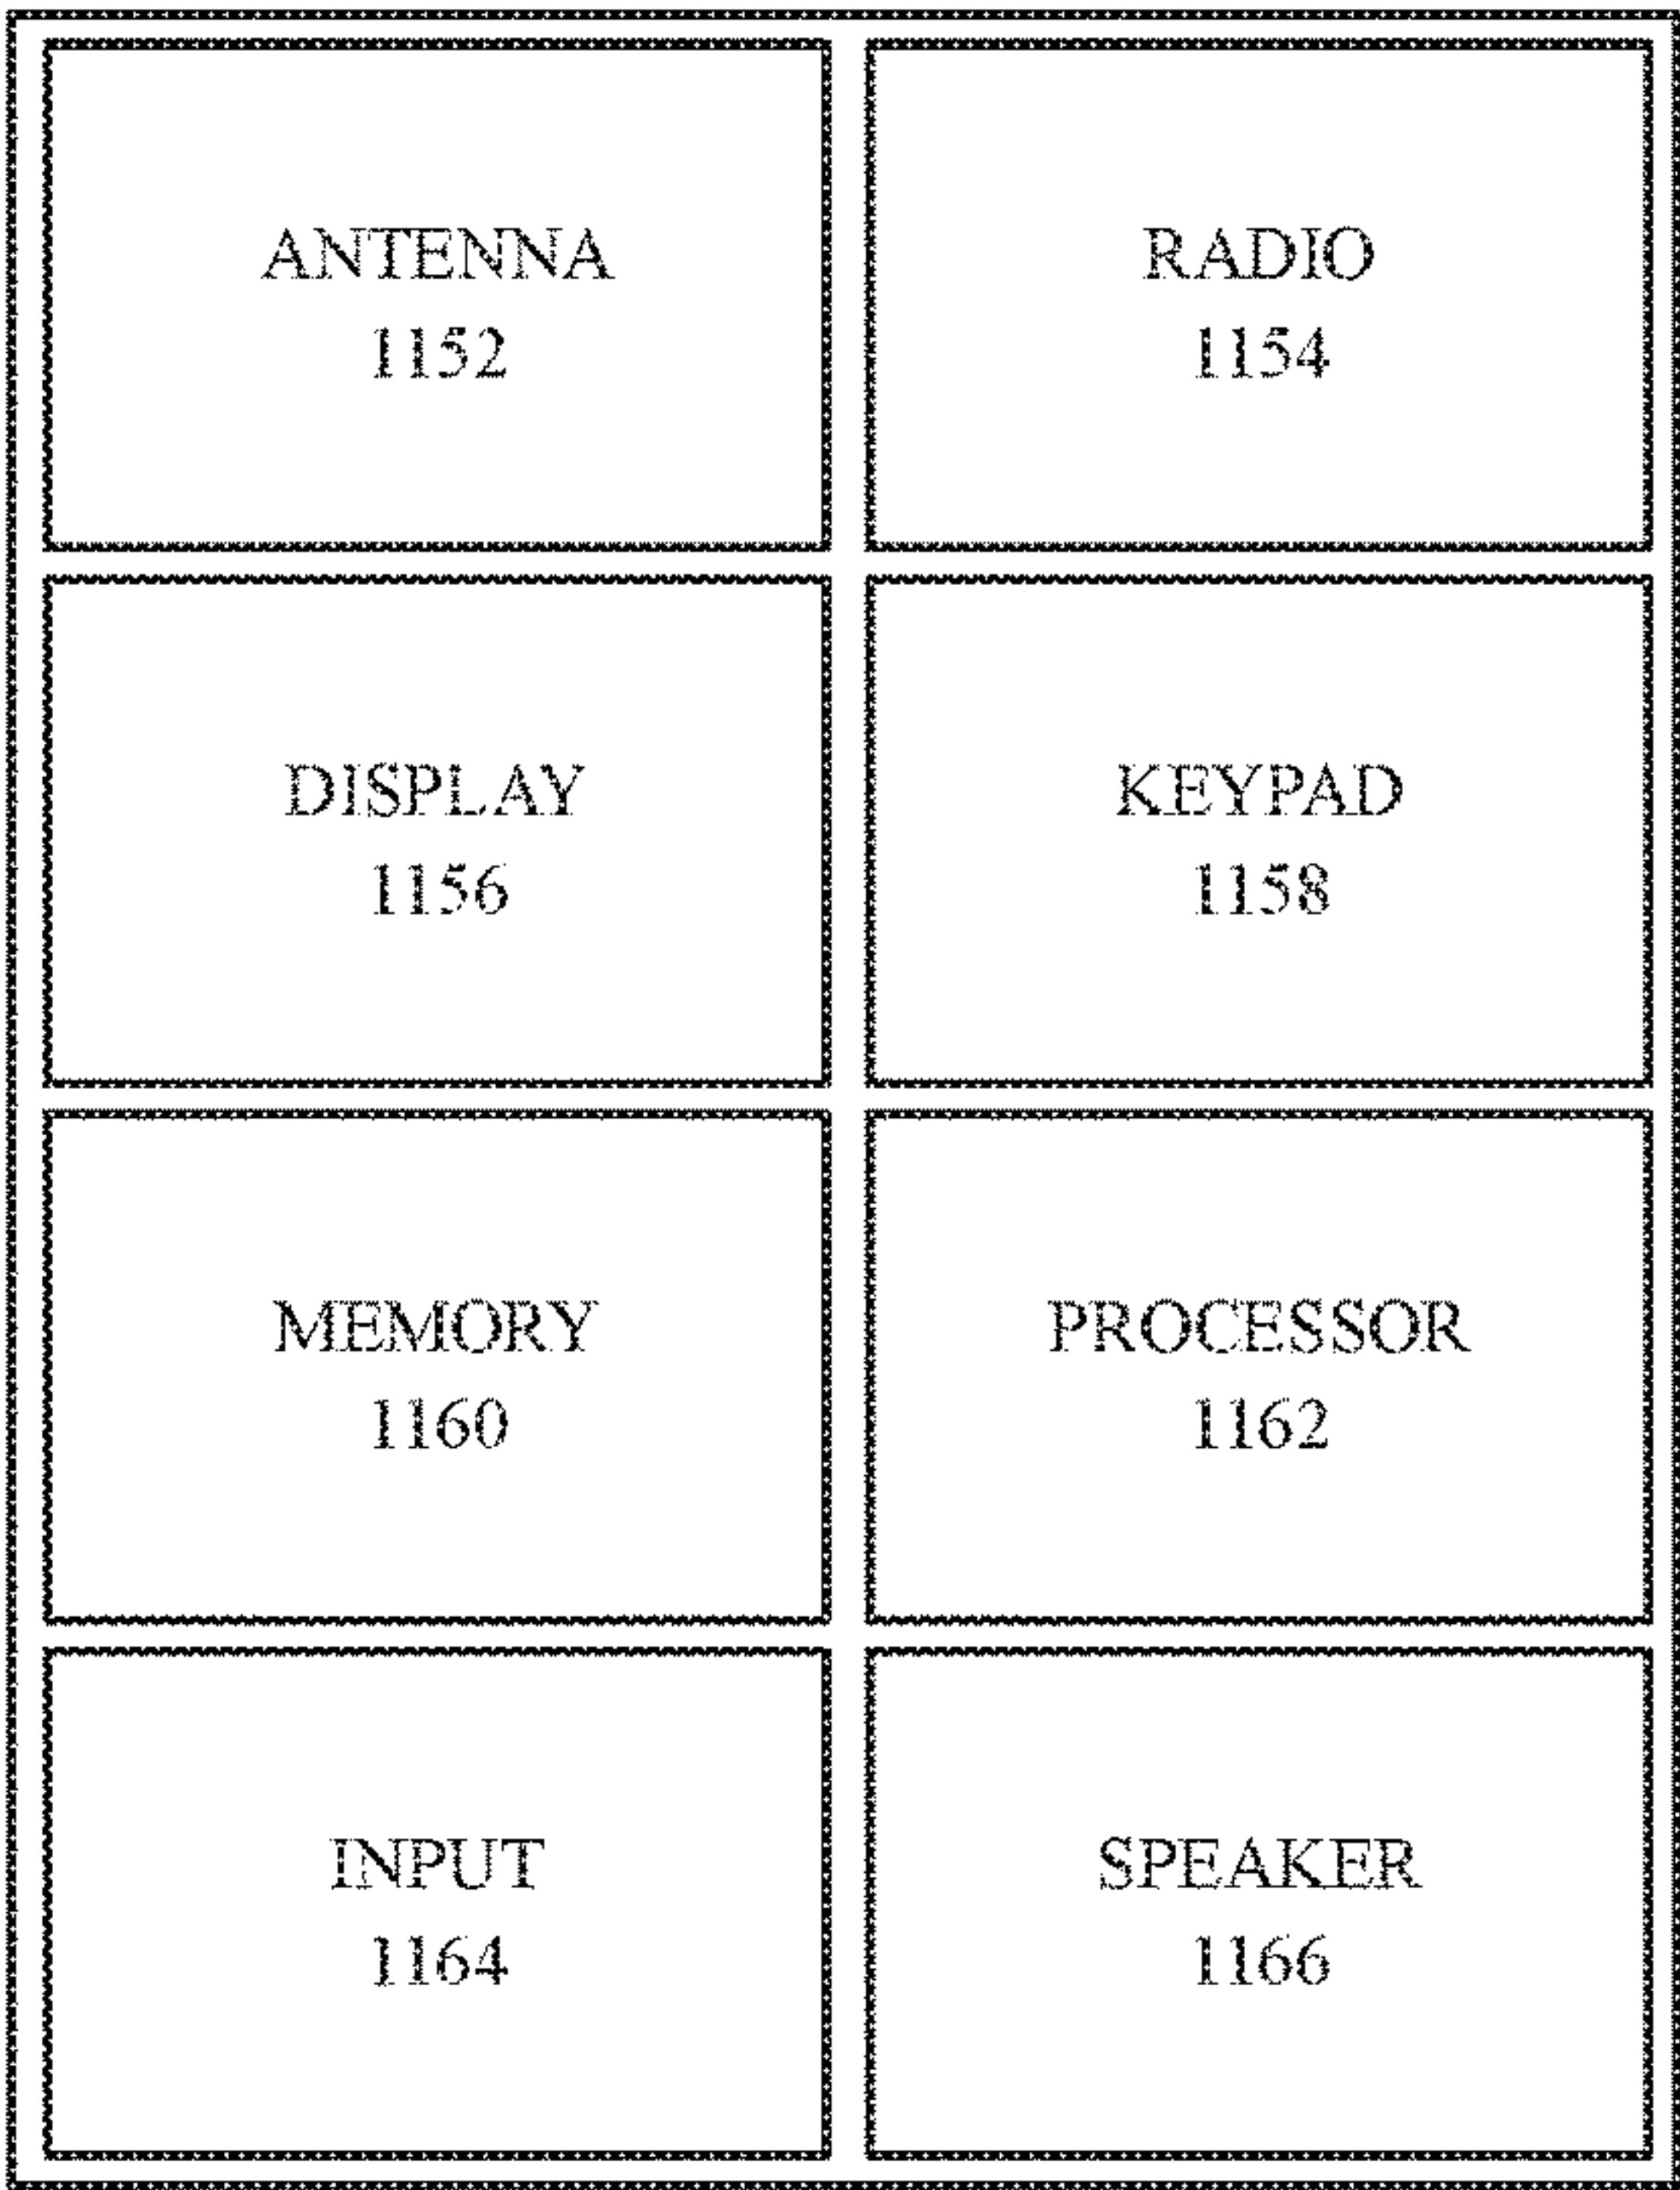 ANTENNA
1152
RADIO
1154
DISPLAY
1156
KEYPAD
1158
MEMORY
1160
PROCESSOR
1162
INPUT
1164
SPEAKER
1166